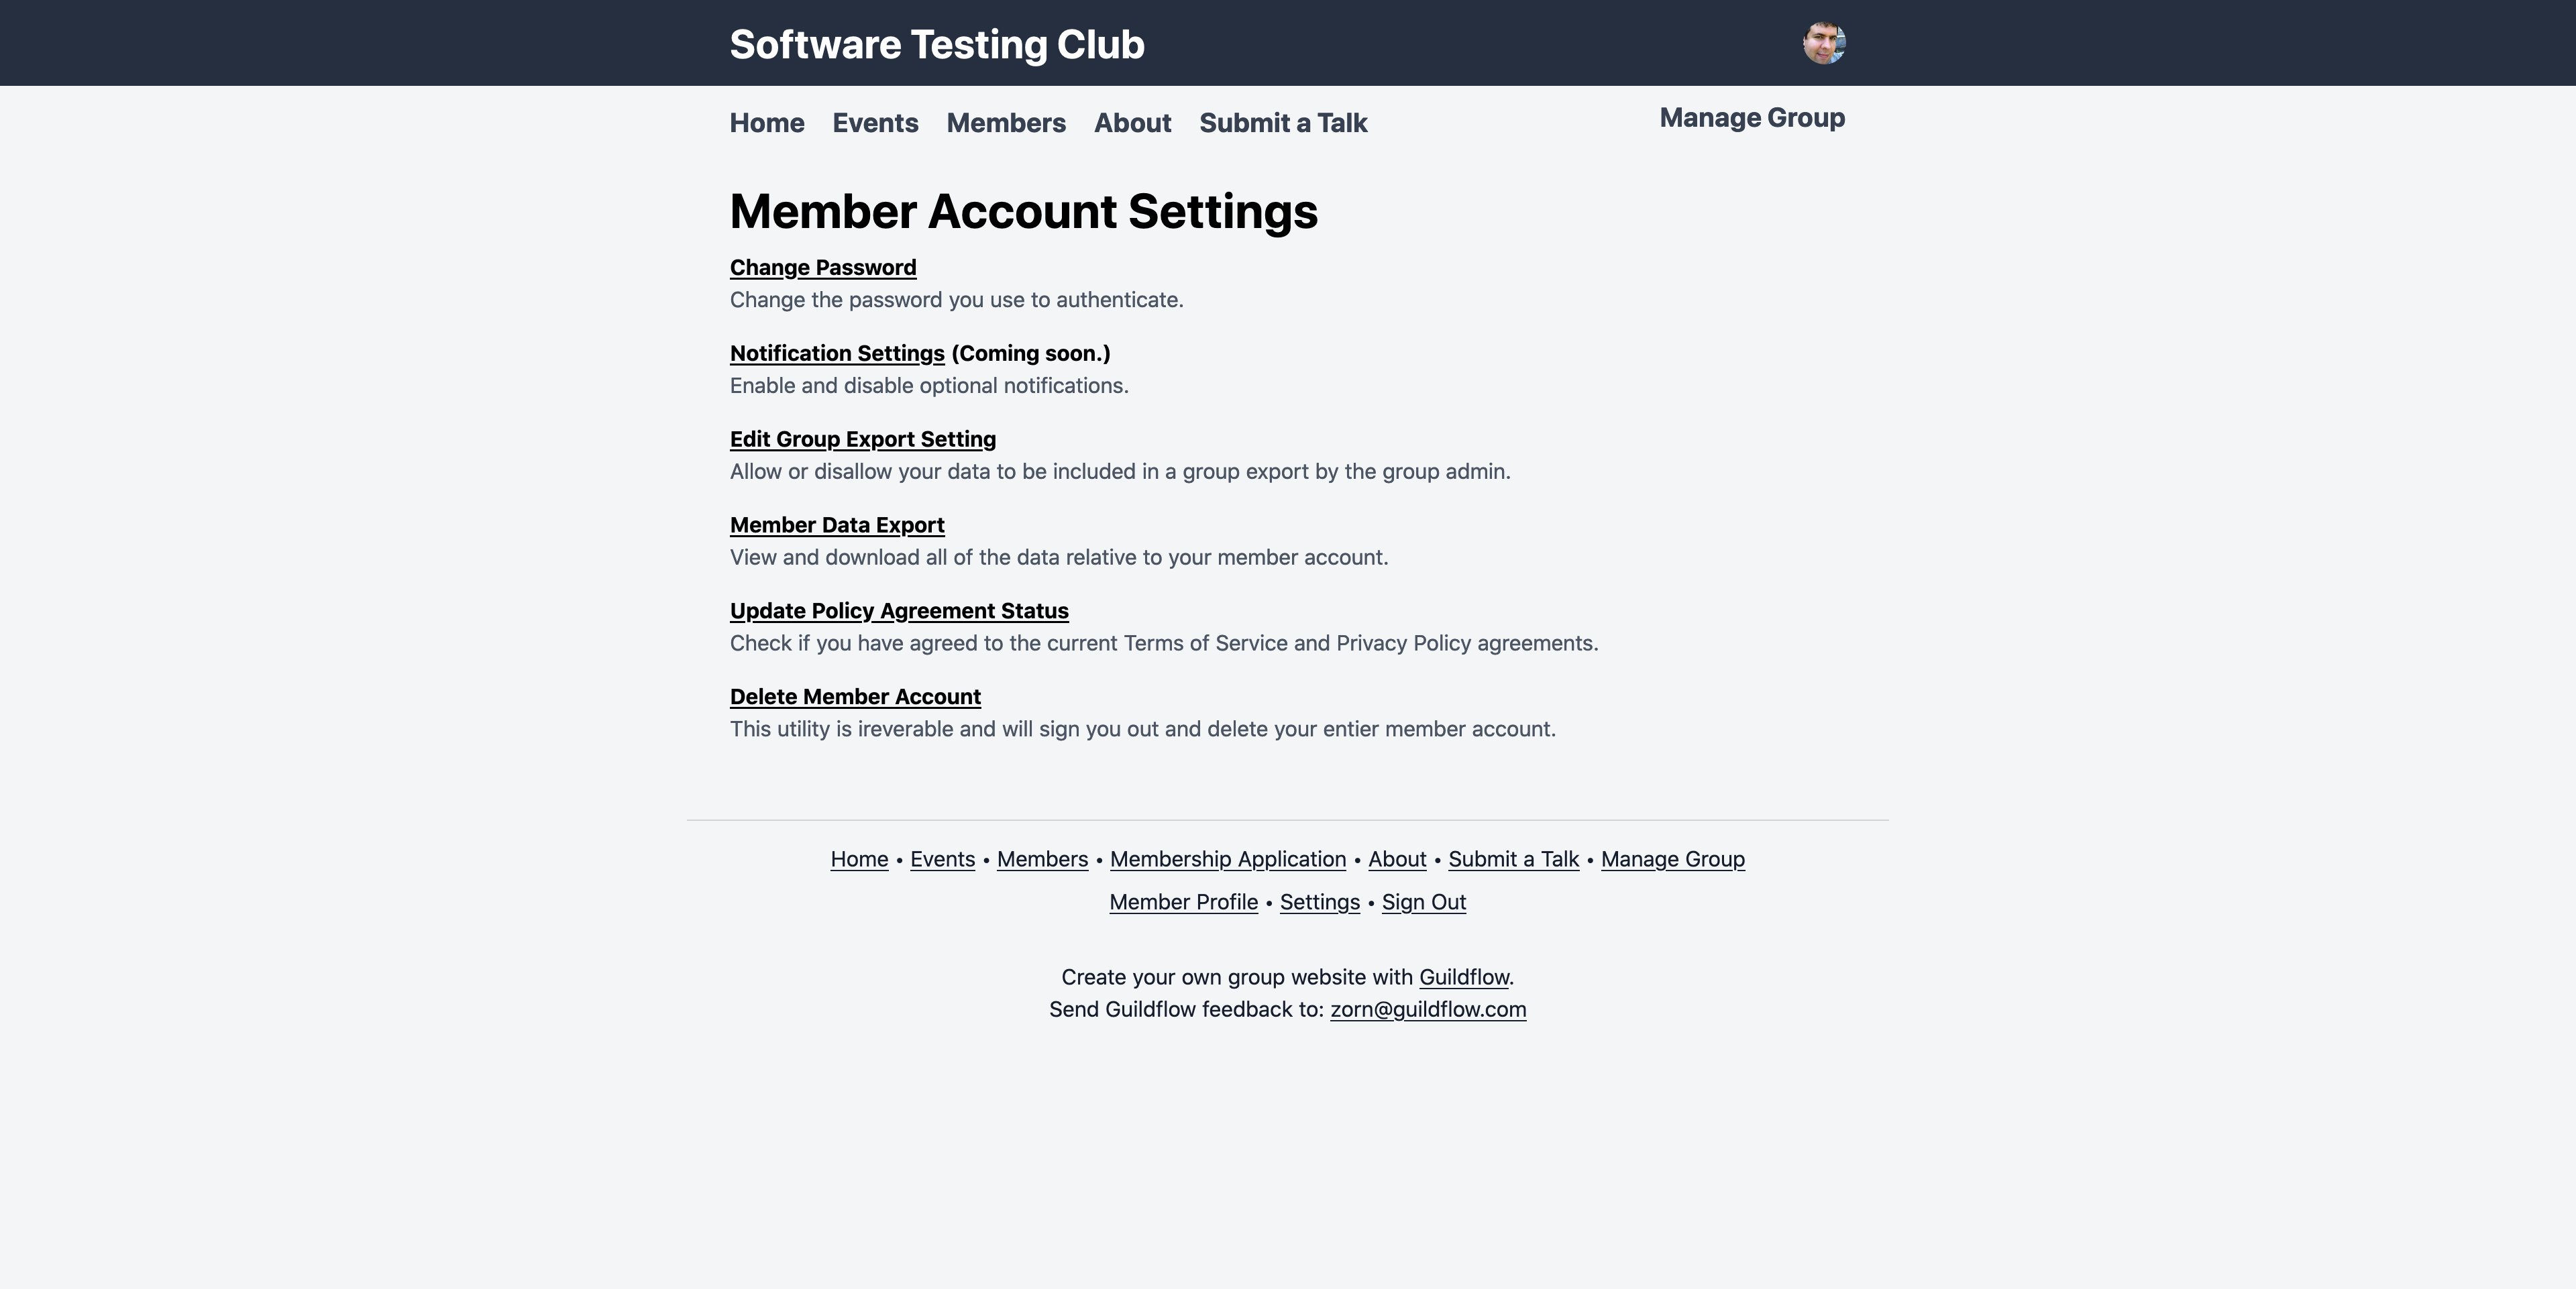 Software Testing Club
Home Events Members About Submit a Talk Manage Group
Member Account Settings
Change Password
Change the password you use to authenticate.
Notification Settings (Coming soon.)
Enable and disable optional notifications.
Edit Group Export Setting
Allow or disallow your data to be included in a group export by the group admin.
Member Data Export
View and download all of the data relative to your member account.
Update Policy Agreement Status
Check if you have agreed to the current Terms of Service and Privacy Policy agreements.
Delete Member Account
This utility is ireverable and will sign you out and delete your entier member account.
Home • Events • Members • Membership Application • About • Submit a Talk • Manage Group
Member Profile • Settings • Sign Out
Create your own group website with Guildflow.
Send Guildflow feedback to: zorn@guildflow.com